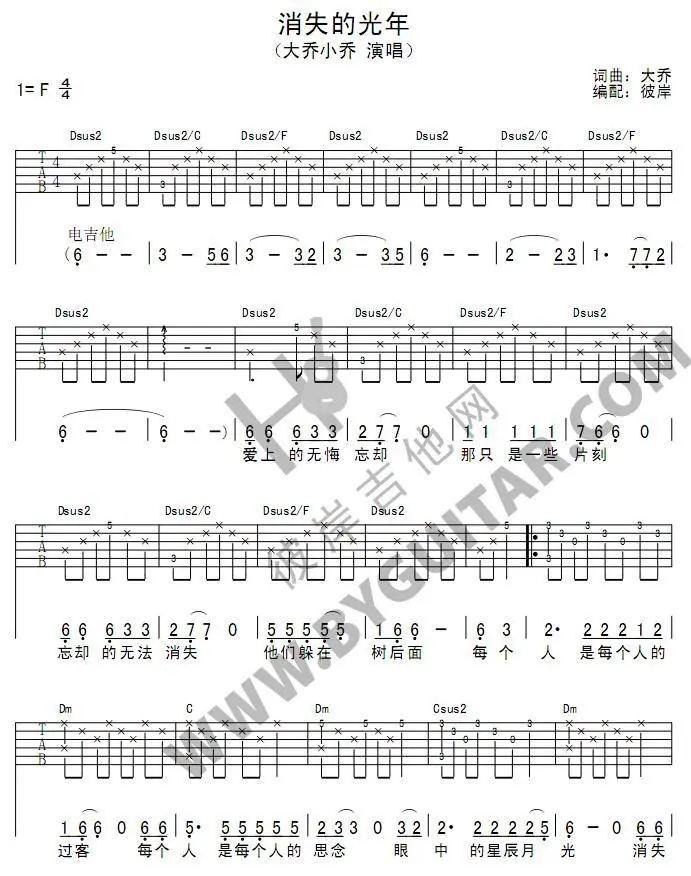 消失的光年
（大乔小乔 演唱）
1=F 4/4
词曲：大乔
编配：彼岸
Dsus2 Dsus2/C Dsus2/F Dsus2 Dsus2 Dsus2/C Dsus2/F
电吉他
(6 - - | 3 - 56 | 3 - 32 | 3 - 35 | 6 - - | 2 - 23 | 1· 772
Dsus2 Dsus2 Dsus2/C Dsus2/F Dsus2
6 - - | 6 - -) | 66 633 | 277 0 | 11 111 | 766 0
爱上 的无悔 忘却 那只 是一些 片刻
Dsus2 Dsus2/C Dsus2/F Dsus2
66 633 | 277 0 | 55555 | 166 - | 63 | 2· 22212
忘却 的无法 消失 他们躲在 树后面 每个 人 是每个人的
Dm C Dm Csus2 Dm
166 0 66 | 5· 55555 | 233 0 32 | 2· 22225 | 6 - 0 66
过客 每个 人 是每个人的 思念 眼 中 的星辰月 光 消失
彼岸吉他网
WWW.BYGUITAR.COM